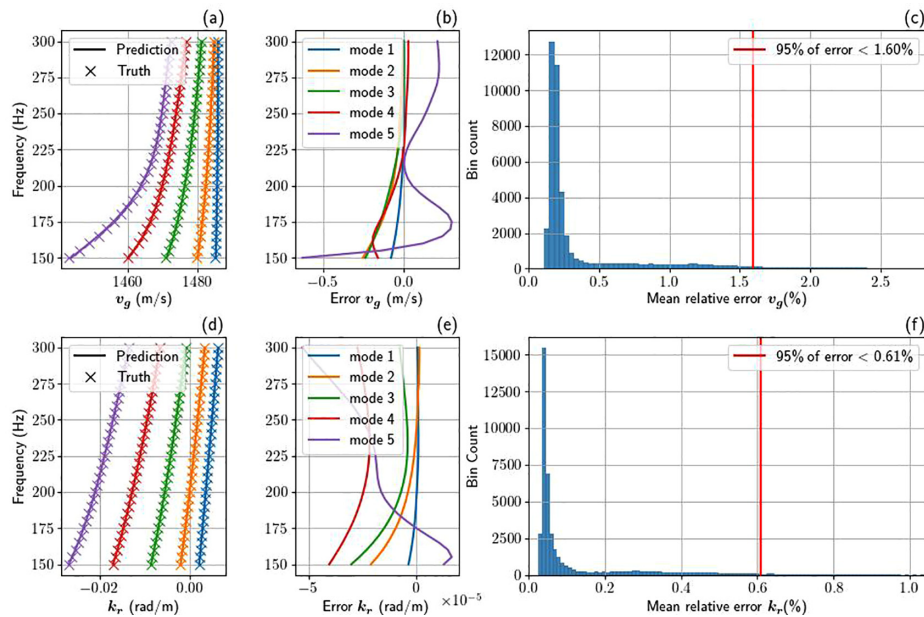 (a)
300
275
250
225
200
175
150
Frequency (Hz)
Prediction
Truth
1460 1480
v_g (m/s)
(b)
mode 1
mode 2
mode 3
mode 4
mode 5
−0.5 0.0
Error v_g (m/s)
(c)
12000
10000
8000
6000
4000
2000
0
Bin count
95% of error < 1.60%
0.0 0.5 1.0 1.5 2.0 2.5
Mean relative error v_g(%)
(d)
300
275
250
225
200
175
150
Frequency (Hz)
Prediction
Truth
−0.02 0.00
k_r (rad/m)
(e)
mode 1
mode 2
mode 3
mode 4
mode 5
−5 0
Error k_r (rad/m) ×10⁻⁵
(f)
15000
12500
10000
7500
5000
2500
0
Bin Count
95% of error < 0.61%
0.0 0.2 0.4 0.6 0.8 1.0
Mean relative error k_r(%)